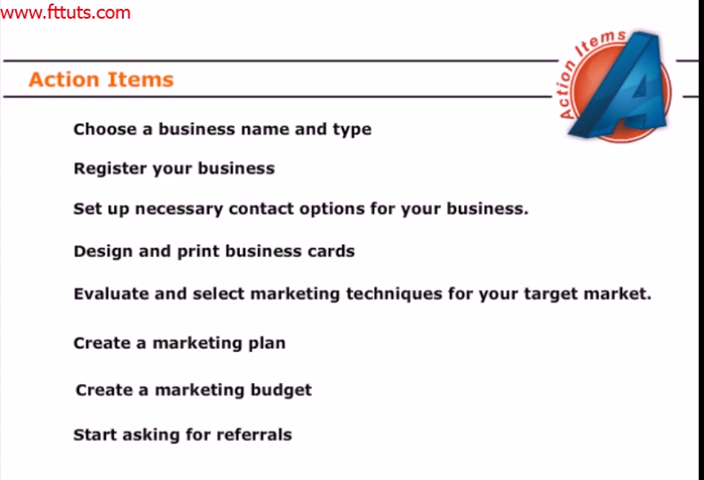 www.fttuts.com
Action Items
Action Items
Choose a business name and type
Register your business
Set up necessary contact options for your business.
Design and print business cards
Evaluate and select marketing techniques for your target market.
Create a marketing plan
Create a marketing budget
Start asking for referrals